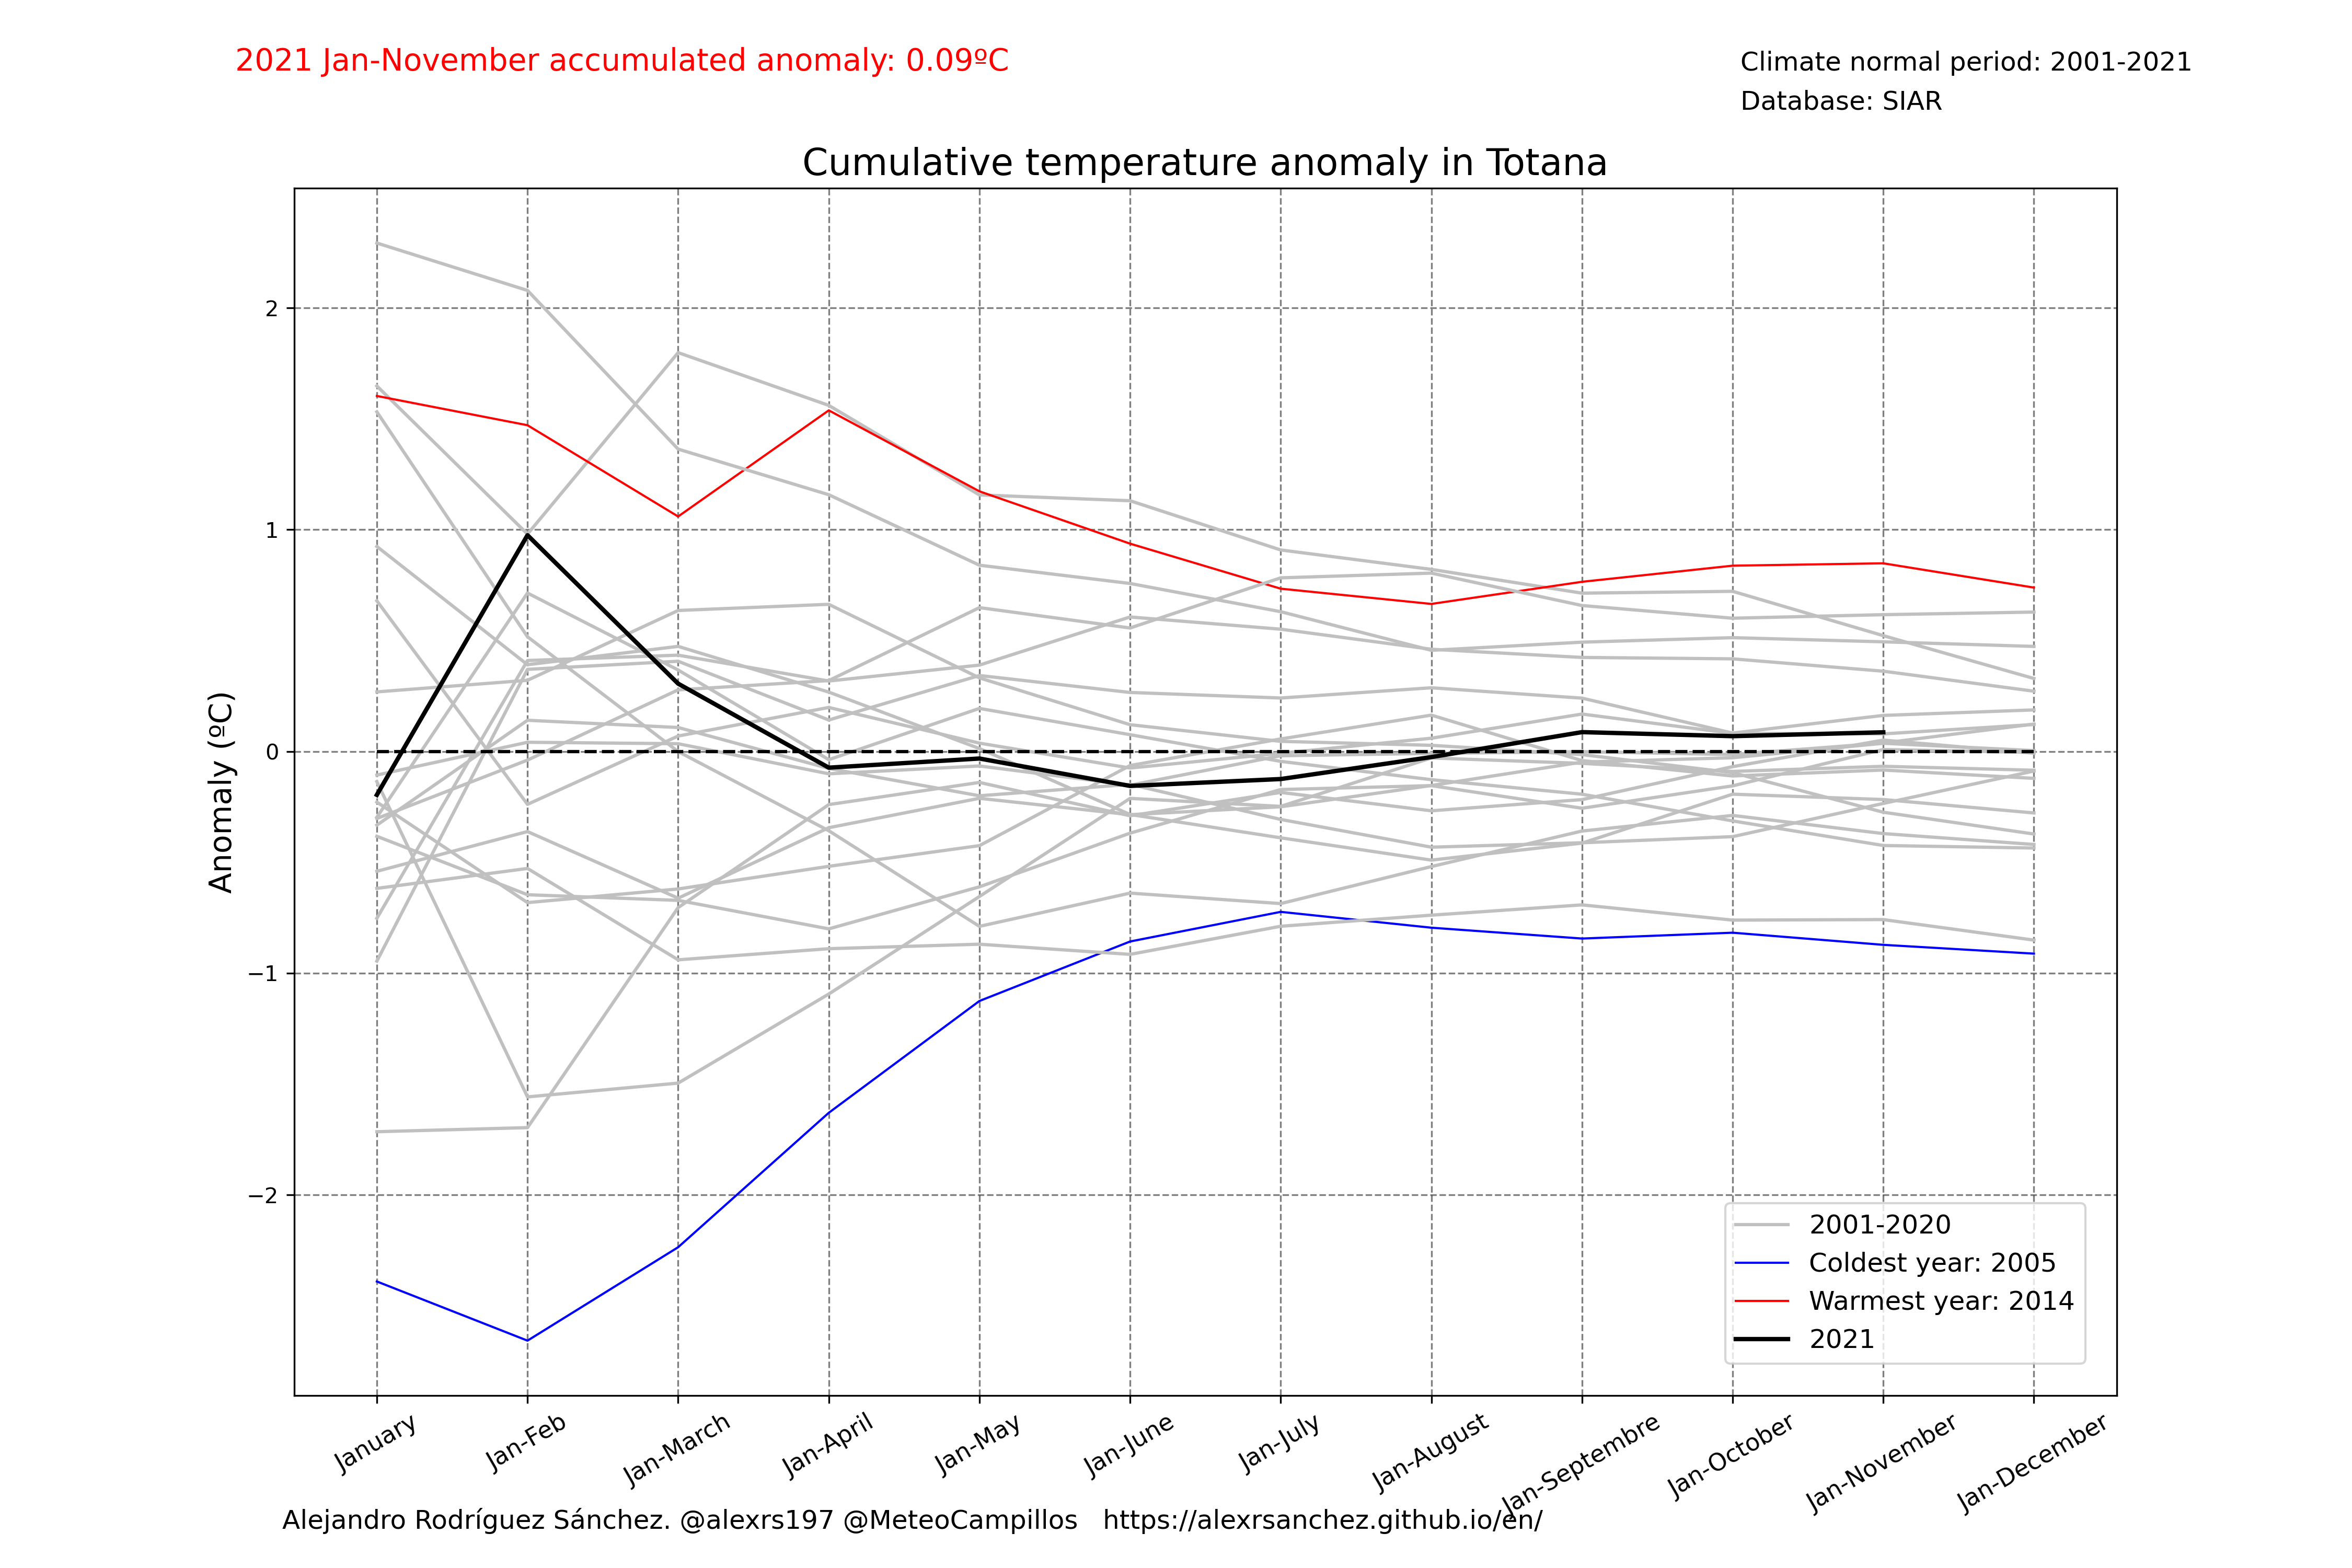 2021 Jan-November accumulated anomaly: 0.09ºC
Climate normal period: 2001-2021
Database: SIAR
Cumulative temperature anomaly in Totana
Anomaly (ºC)
2
1
0
−1
−2
2001-2020
Coldest year: 2005
Warmest year: 2014
2021
January
Jan-Feb
Jan-March
Jan-April
Jan-May
Jan-June
Jan-July
Jan-August
Jan-Septembre
Jan-October
Jan-November
Jan-December
Alejandro Rodríguez Sánchez. @alexrs197 @MeteoCampillos https://alexrsanchez.github.io/en/